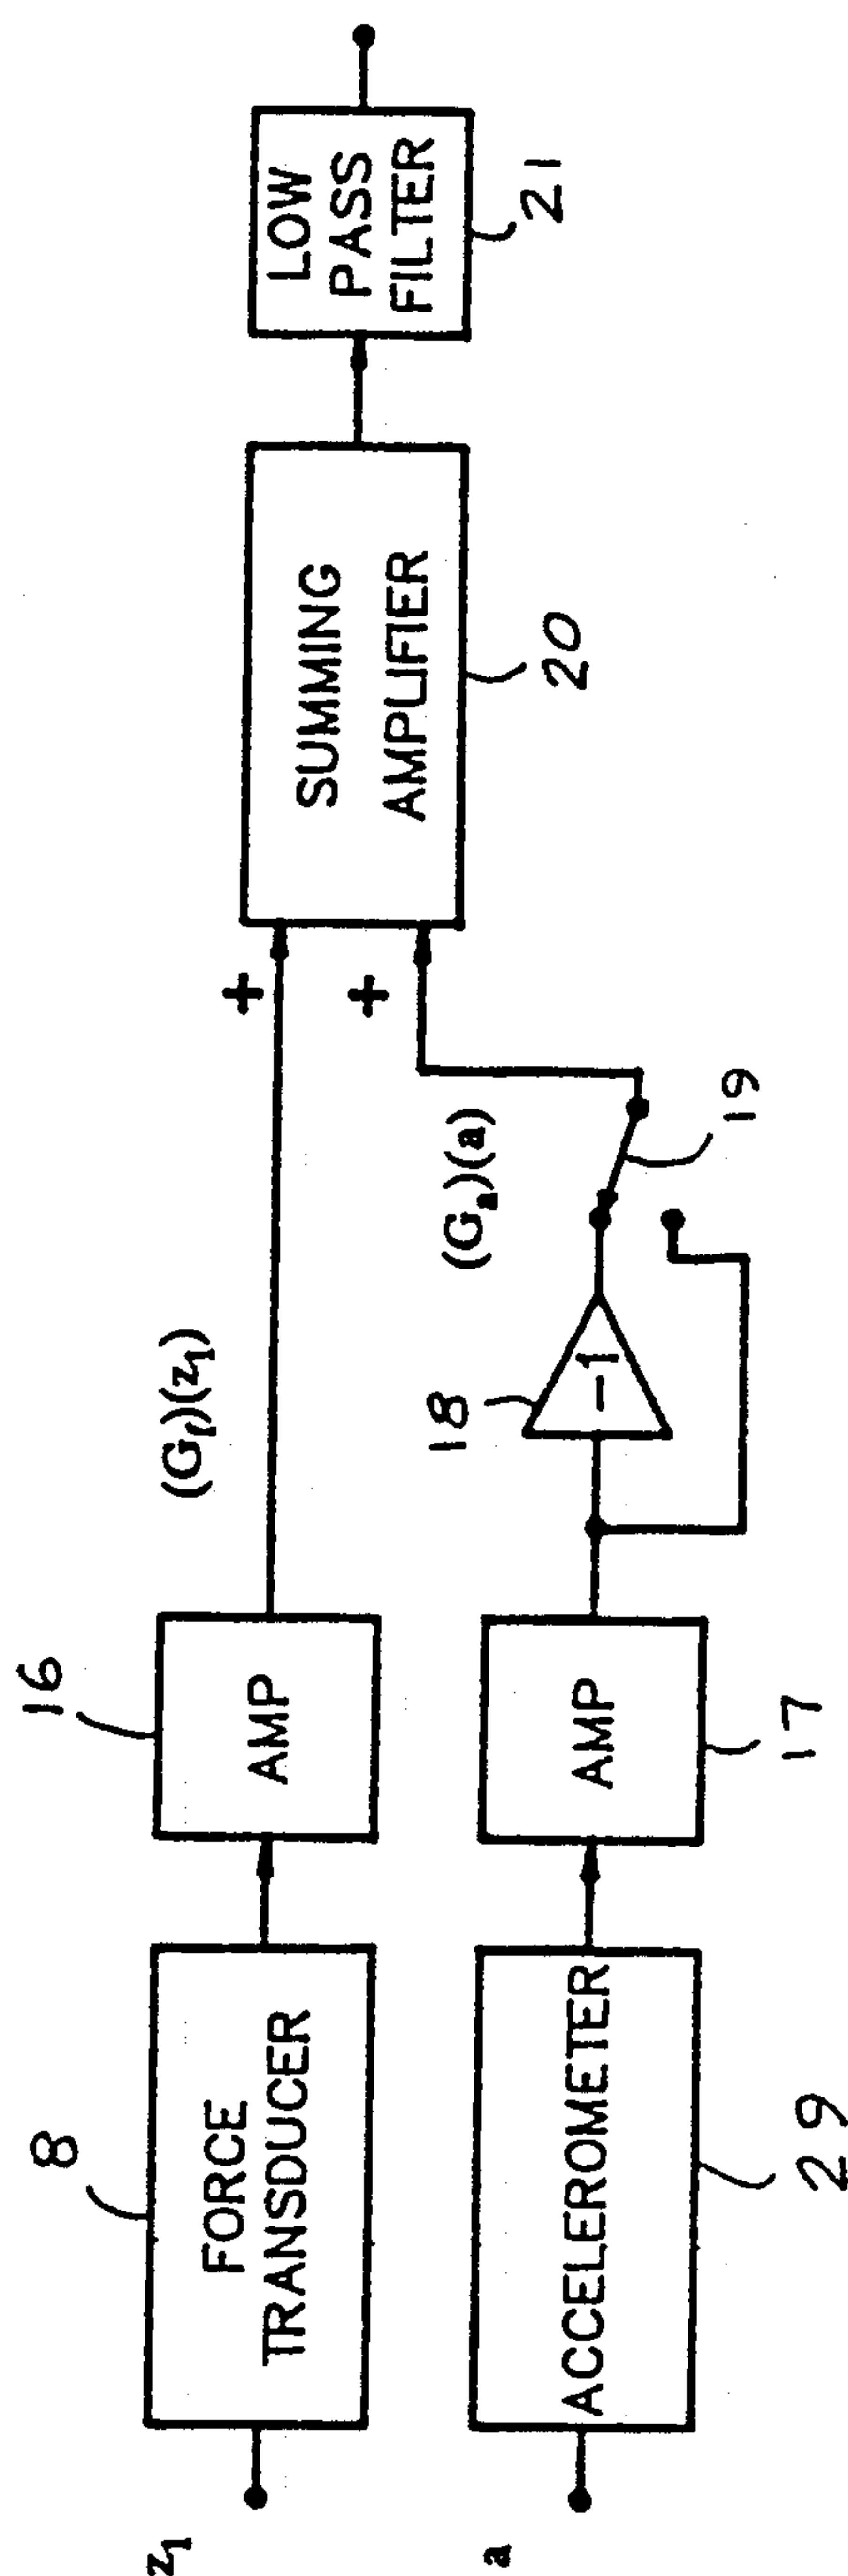 z₁
8
FORCE
TRANSDUCER
16
AMP
(G_f)(z₁)
+
+
SUMMING
AMPLIFIER
20
LOW
PASS
FILTER
21
a
ACCELEROMETER
29
AMP
17
18
−1
(Gₐ)(a)
19